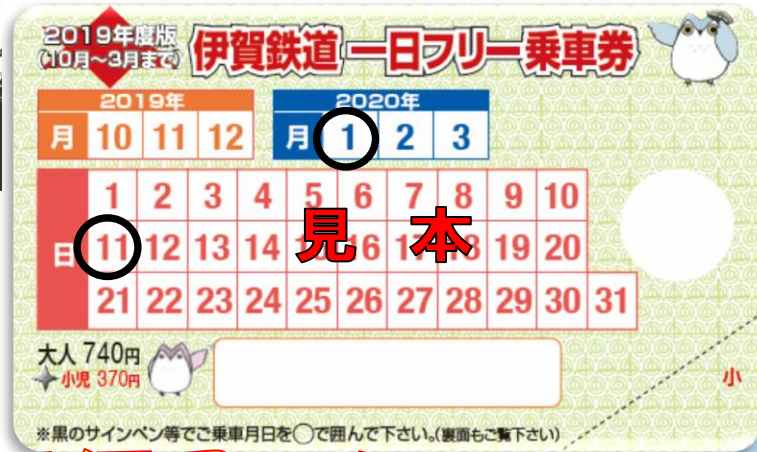 2019年度版
(10月～3月まで)
伊賀鉄道 一日フリー乗車券
2019年 2020年
月 10 11 12 月 1 2 3
1 2 3 4 5 6 7 8 9 10
日 11 12 13 14 15 16 17 18 19 20
見本
21 22 23 24 25 26 27 28 29 30 31
大人 740円
小児 370円
小
※黒のサインペン等でご乗車月日を○で囲んで下さい。(裏面もご覧下さい)